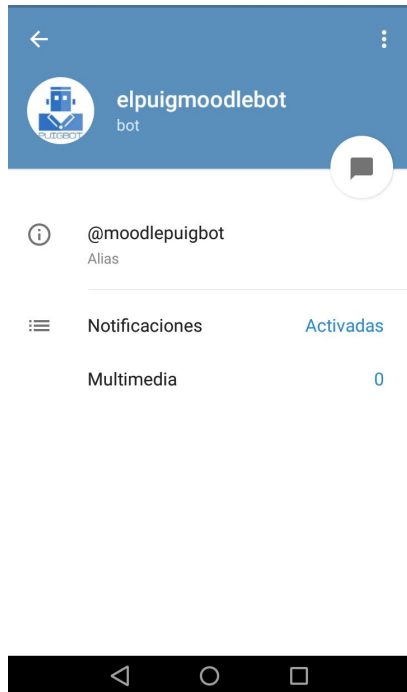 elpuigmoodlebot
bot
PUIGBOT
@moodlepuigbot
Alias
Notificaciones Activadas
Multimedia 0